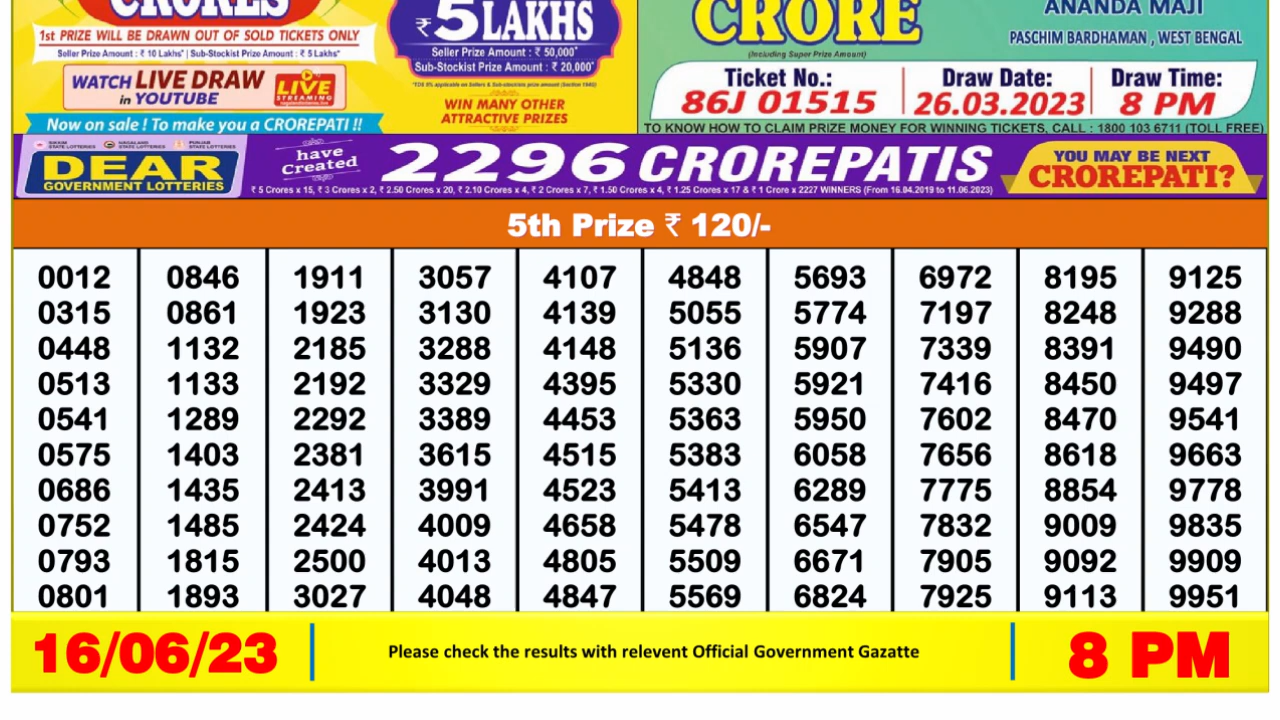 CRORES
1st PRIZE WILL BE DRAWN OUT OF SOLD TICKETS ONLY
Seller Prize Amount : ₹ 10 Lakhs* | Sub-Stockist Prize Amount : ₹ 5 Lakhs*
WATCH LIVE DRAW
in YOUTUBE
LIVE
STREAMING
Now on sale ! To make you a CROREPATI !!
₹ 5 LAKHS
Seller Prize Amount : ₹ 50,000*
Sub-Stockist Prize Amount : ₹ 20,000*
WIN MANY OTHER
ATTRACTIVE PRIZES
CRORE
(Including Super Prize Amount)
ANANDA MAJI
PASCHIM BARDHAMAN , WEST BENGAL
Ticket No.: Draw Date: Draw Time:
86J 01515 26.03.2023 8 PM
TO KNOW HOW TO CLAIM PRIZE MONEY FOR WINNING TICKETS, CALL : 1800 103 6711 (TOLL FREE)
DEAR
GOVERNMENT LOTTERIES
have Created 2296 CROREPATIS
₹ 5 Crores x 15, ₹ 3 Crores x 2, ₹ 2.50 Crores x 20, ₹ 2.10 Crores x 4, ₹ 2 Crores x 7, ₹ 1.50 Crores x 4, ₹ 1.25 Crores x 17 & ₹ 1 Crore x 2227 WINNERS (From 16.04.2019 to 11.06.2023)
YOU MAY BE NEXT
CROREPATI?
5th Prize ₹ 120/-
0012 0846 1911 3057 4107 4848 5693 6972 8195 9125
0315 0861 1923 3130 4139 5055 5774 7197 8248 9288
0448 1132 2185 3288 4148 5136 5907 7339 8391 9490
0513 1133 2192 3329 4395 5330 5921 7416 8450 9497
0541 1289 2292 3389 4453 5363 5950 7602 8470 9541
0575 1403 2381 3615 4515 5383 6058 7656 8618 9663
0686 1435 2413 3991 4523 5413 6289 7775 8854 9778
0752 1485 2424 4009 4658 5478 6547 7832 9009 9835
0793 1815 2500 4013 4805 5509 6671 7905 9092 9909
0801 1893 3027 4048 4847 5569 6824 7925 9113 9951
16/06/23 Please check the results with relevent Official Government Gazatte 8 PM